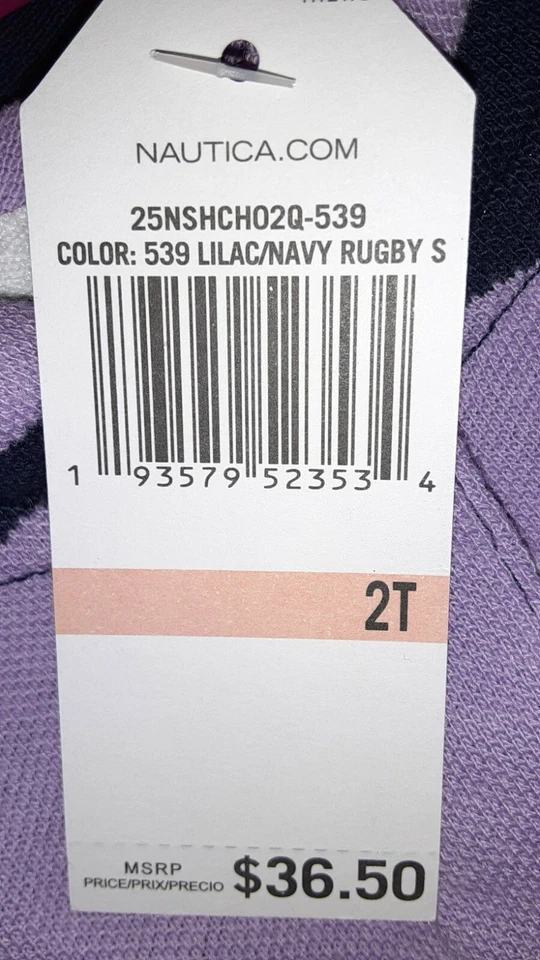 NAUTICA.COM
25NSHCH02Q-539
COLOR: 539 LILAC/NAVY RUGBY S
1 93579 52353 4
2T
MSRP
PRICE/PRIX/PRECIO $36.50